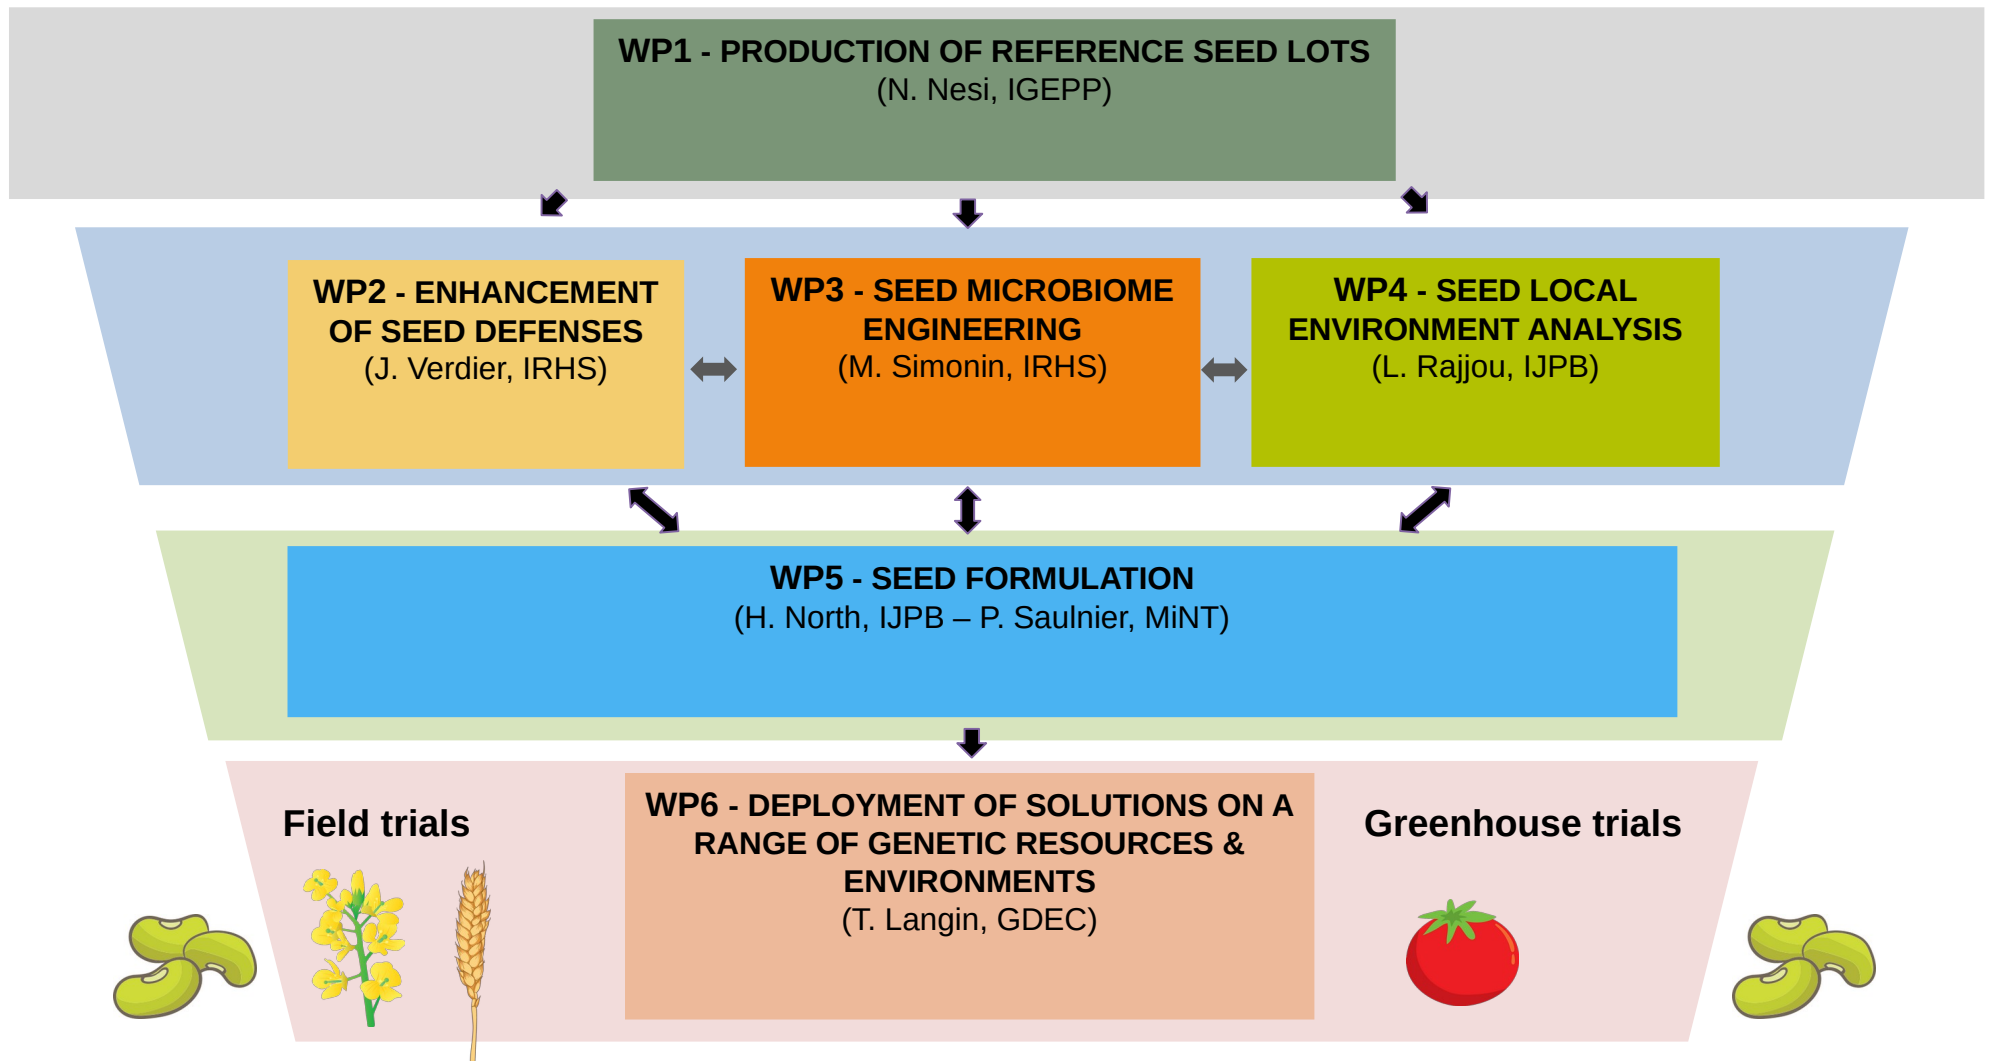 WP1 - PRODUCTION OF REFERENCE SEED LOTS
(N. Nesi, IGEPP)
WP2 - ENHANCEMENT
OF SEED DEFENSES
(J. Verdier, IRHS)
WP3 - SEED MICROBIOME
ENGINEERING
(M. Simonin, IRHS)
WP4 - SEED LOCAL
ENVIRONMENT ANALYSIS
(L. Rajjou, IJPB)
WP5 - SEED FORMULATION
(H. North, IJPB – P. Saulnier, MiNT)
Field trials
WP6 - DEPLOYMENT OF SOLUTIONS ON A
RANGE OF GENETIC RESOURCES &
ENVIRONMENTS
(T. Langin, GDEC)
Greenhouse trials